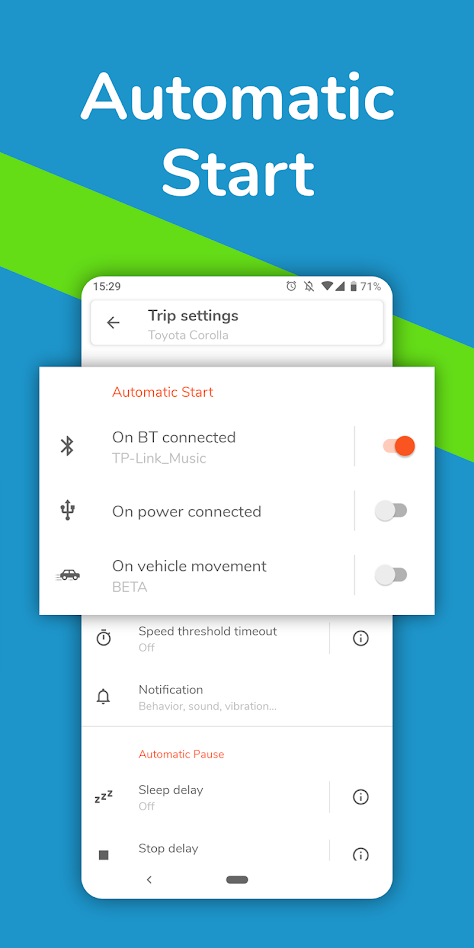 Automatic
Start
15:29
71%
Trip settings
Toyota Corolla
Automatic Start
On BT connected
TP-Link_Music
On power connected
On vehicle movement
BETA
Speed threshold timeout
Off
Notification
Behavior, sound, vibration...
Automatic Pause
zzz
Sleep delay
Off
Stop delay